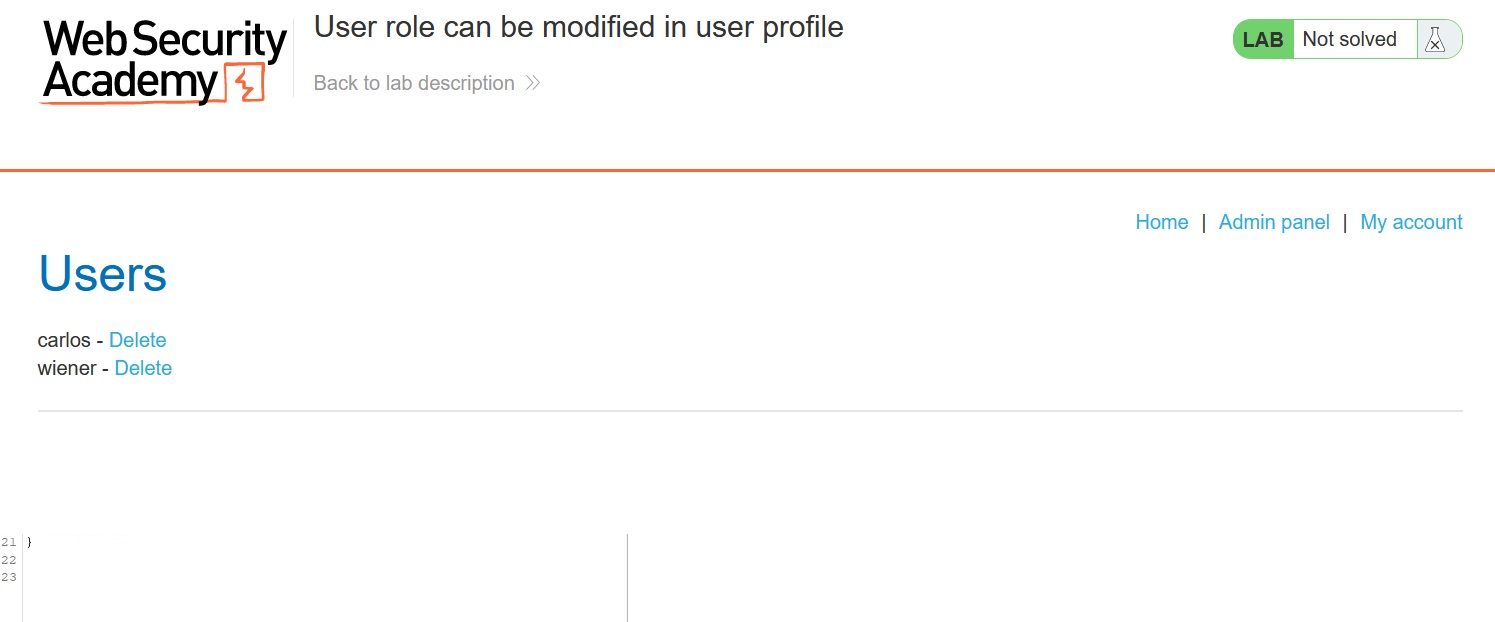 Web Security
Academy
User role can be modified in user profile
Back to lab description
LAB Not solved
Home | Admin panel | My account
Users
carlos - Delete
wiener - Delete
21 }
22
23